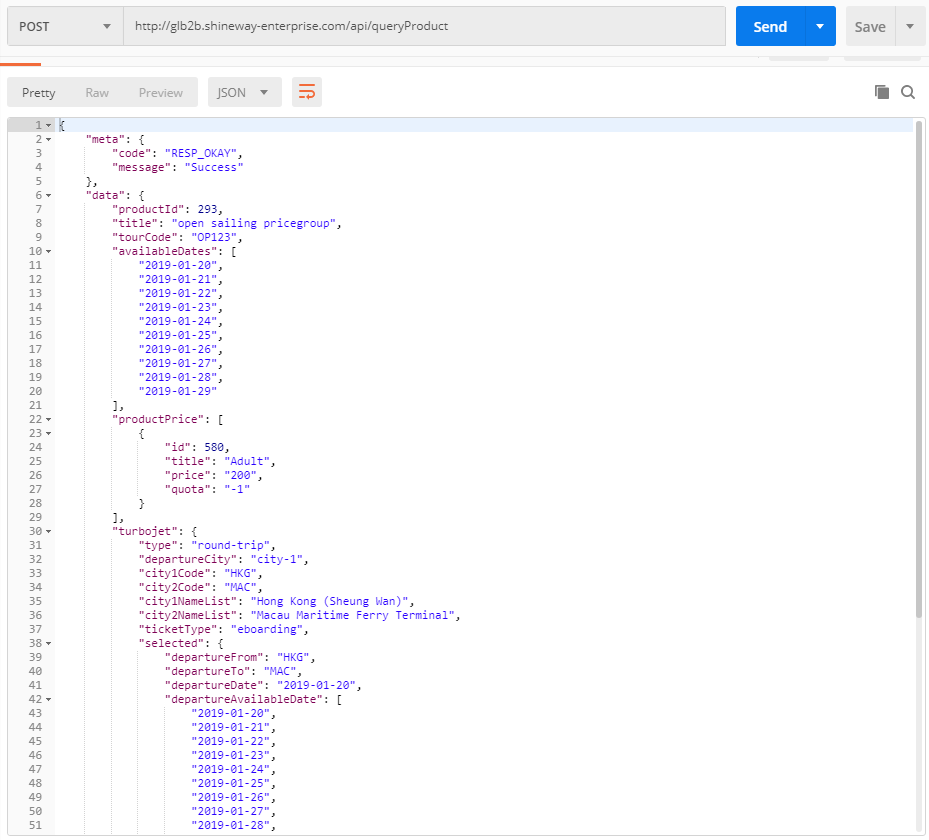 POST http://glb2b.shineway-enterprise.com/api/queryProduct Send Save
Pretty Raw Preview JSON
1 {
2 "meta": {
3 "code": "RESP_OKAY",
4 "message": "Success"
5 },
6 "data": {
7 "productId": 293,
8 "title": "open sailing pricegroup",
9 "tourCode": "OP123",
10 "availableDates": [
11 "2019-01-20",
12 "2019-01-21",
13 "2019-01-22",
14 "2019-01-23",
15 "2019-01-24",
16 "2019-01-25",
17 "2019-01-26",
18 "2019-01-27",
19 "2019-01-28",
20 "2019-01-29"
21 ],
22 "productPrice": [
23 {
24 "id": 580,
25 "title": "Adult",
26 "price": "200",
27 "quota": "-1"
28 }
29 ],
30 "turbojet": {
31 "type": "round-trip",
32 "departureCity": "city-1",
33 "city1Code": "HKG",
34 "city2Code": "MAC",
35 "city1NameList": "Hong Kong (Sheung Wan)",
36 "city2NameList": "Macau Maritime Ferry Terminal",
37 "ticketType": "eboarding",
38 "selected": {
39 "departureFrom": "HKG",
40 "departureTo": "MAC",
41 "departureDate": "2019-01-20",
42 "departureAvailableDate": [
43 "2019-01-20",
44 "2019-01-21",
45 "2019-01-22",
46 "2019-01-23",
47 "2019-01-24",
48 "2019-01-25",
49 "2019-01-26",
50 "2019-01-27",
51 "2019-01-28",